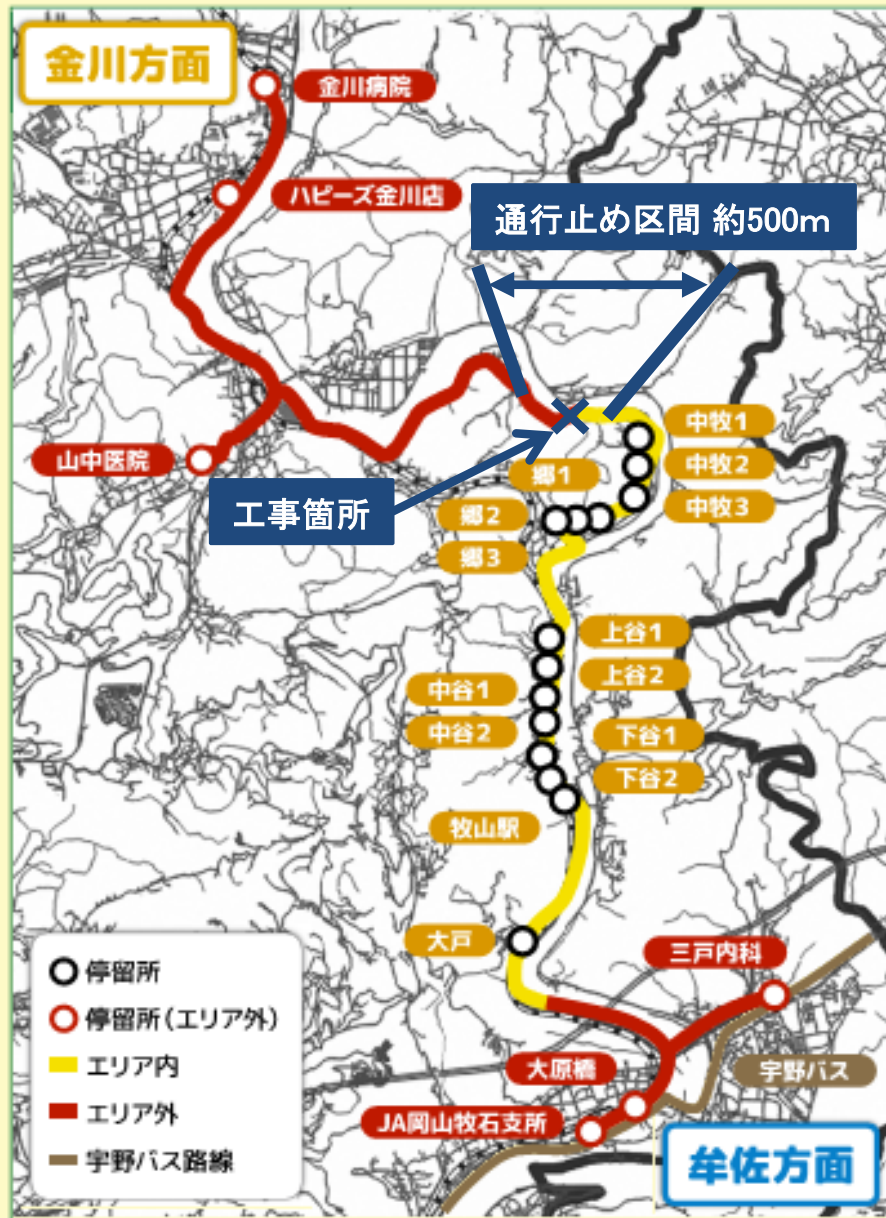 金川方面
金川病院
ハピーズ金川店
通行止め区間 約500m
山中医院
工事箇所
中牧1
中牧2
中牧3
郷1
郷2
郷3
上谷1
上谷2
中谷1
中谷2
下谷1
下谷2
牧山駅
大戸
三戸内科
大原橋
宇野バス
JA岡山牧石支所
牟佐方面
停留所
停留所(エリア外)
エリア内
エリア外
宇野バス路線